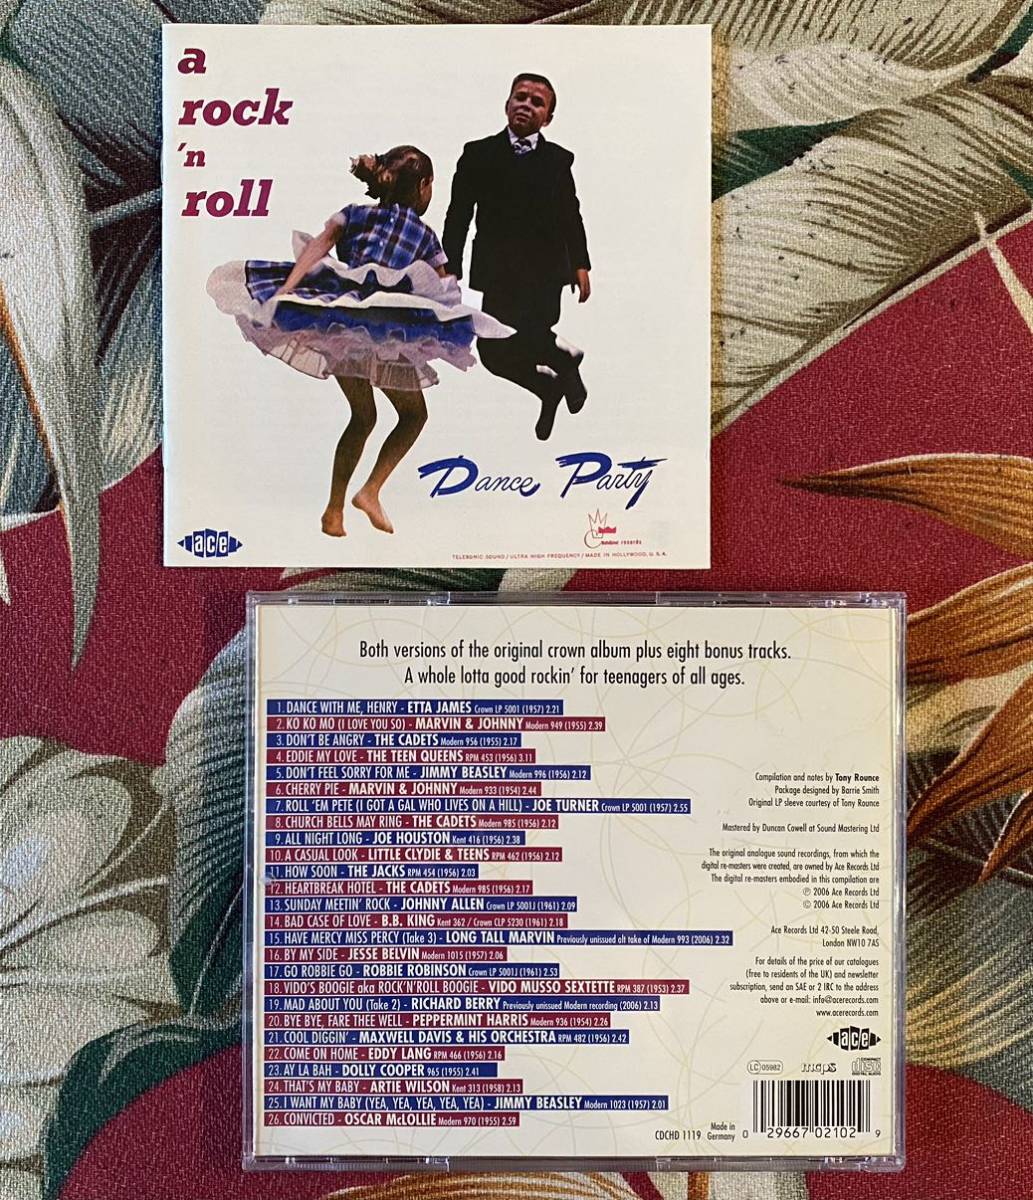 a
rock
'n
roll
Dance Party
ace
records
TELESONIC SOUND / ULTRA HIGH FREQUENCY / MADE IN HOLLYWOOD, U. S. A.
Both versions of the original crown album plus eight bonus tracks.
A whole lotta good rockin' for teenagers of all ages.
1. DANCE WITH ME, HENRY - ETTA JAMES Crown LP 5001 (1957) 2.21
2. KO KO MO (I LOVE YOU SO) - MARVIN & JOHNNY Modern 949 (1955) 2.39
3. DON'T BE ANGRY - THE CADETS Modern 956 (1955) 2.17
4. EDDIE MY LOVE - THE TEEN QUEENS RPM 453 (1956) 3.11
5. DON'T FEEL SORRY FOR ME - JIMMY BEASLEY Modern 996 (1956) 2.12
6. CHERRY PIE - MARVIN & JOHNNY Modern 933 (1954) 2.44
7. ROLL 'EM PETE (I GOT A GAL WHO LIVES ON A HILL) - JOE TURNER Crown LP 5001 (1957) 2.55
8. CHURCH BELLS MAY RING - THE CADETS Modern 985 (1956) 2.12
9. ALL NIGHT LONG - JOE HOUSTON Kent 416 (1956) 2.38
10. A CASUAL LOOK - LITTLE CLYDIE & TEENS RPM 462 (1956) 2.12
11. HOW SOON - THE JACKS RPM 454 (1956) 2.03
12. HEARTBREAK HOTEL - THE CADETS Modern 985 (1956) 2.17
13. SUNDAY MEETIN' ROCK - JOHNNY ALLEN Crown LP 5001J (1961) 2.09
14. BAD CASE OF LOVE - B.B. KING Kent 362 / Crown CLP 5230 (1961) 2.18
15. HAVE MERCY MISS PERCY (Take 3) - LONG TALL MARVIN Previously unissued alt take of Modern 993 (2006) 2.32
16. BY MY SIDE - JESSE BELVIN Modern 1015 (1957) 2.06
17. GO ROBBIE GO - ROBBIE ROBINSON Crown LP 5001J (1961) 2.53
18. VIDO'S BOOGIE aka ROCK'N'ROLL BOOGIE - VIDO MUSSO SEXTETTE RPM 387 (1953) 2.37
19. MAD ABOUT YOU (Take 2) - RICHARD BERRY Previously unissued Modern recording (2006) 2.13
20. BYE BYE, FARE THEE WELL - PEPPERMINT HARRIS Modern 936 (1954) 2.26
21. COOL DIGGIN' - MAXWELL DAVIS & HIS ORCHESTRA RPM 482 (1956) 2.42
22. COME ON HOME - EDDY LANG RPM 466 (1956) 2.16
23. AY LA BAH - DOLLY COOPER 965 (1955) 2.41
24. THAT'S MY BABY - ARTIE WILSON Kent 313 (1958) 2.13
25. I WANT MY BABY (YEA, YEA, YEA, YEA, YEA) - JIMMY BEASLEY Modern 1023 (1957) 2.01
26. CONVICTED - OSCAR McLOLLIE Modern 970 (1955) 2.59
Compilation and notes by Tony Rounce
Package designed by Barrie Smith
Original LP sleeve courtesy of Tony Rounce
Mastered by Duncan Cowell at Sound Mastering Ltd
The original analogue sound recordings, from which the
digital re-masters were created, are owned by Ace Records Ltd
The digital re-masters embodied in this compilation are
℗ 2006 Ace Records Ltd
© 2006 Ace Records Ltd
Ace Records Ltd 42-50 Steele Road,
London NW10 7AS
For details of the price of our catalogues
(free to residents of the UK) and newsletter
subscription, send an SAE or 2 IRC to the address
above or e-mail: info@acerecords.com
www.acerecords.com
ace
LC 05982
mcps
COMPACT
disc
DIGITAL AUDIO
CDCHD 1119
Made in
Germany
0 29667 02102 9